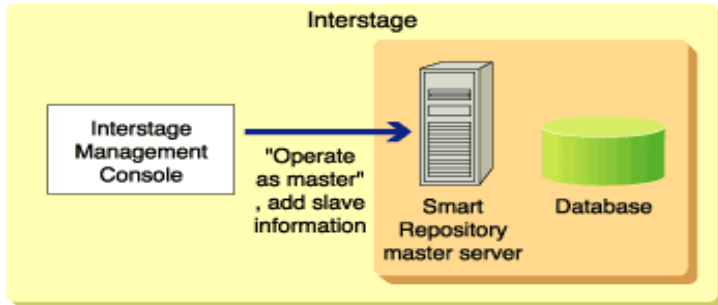 Interstage
Interstage
Management
Console
"Operate
as master"
, add slave
information
Smart
Repository
master server
Database